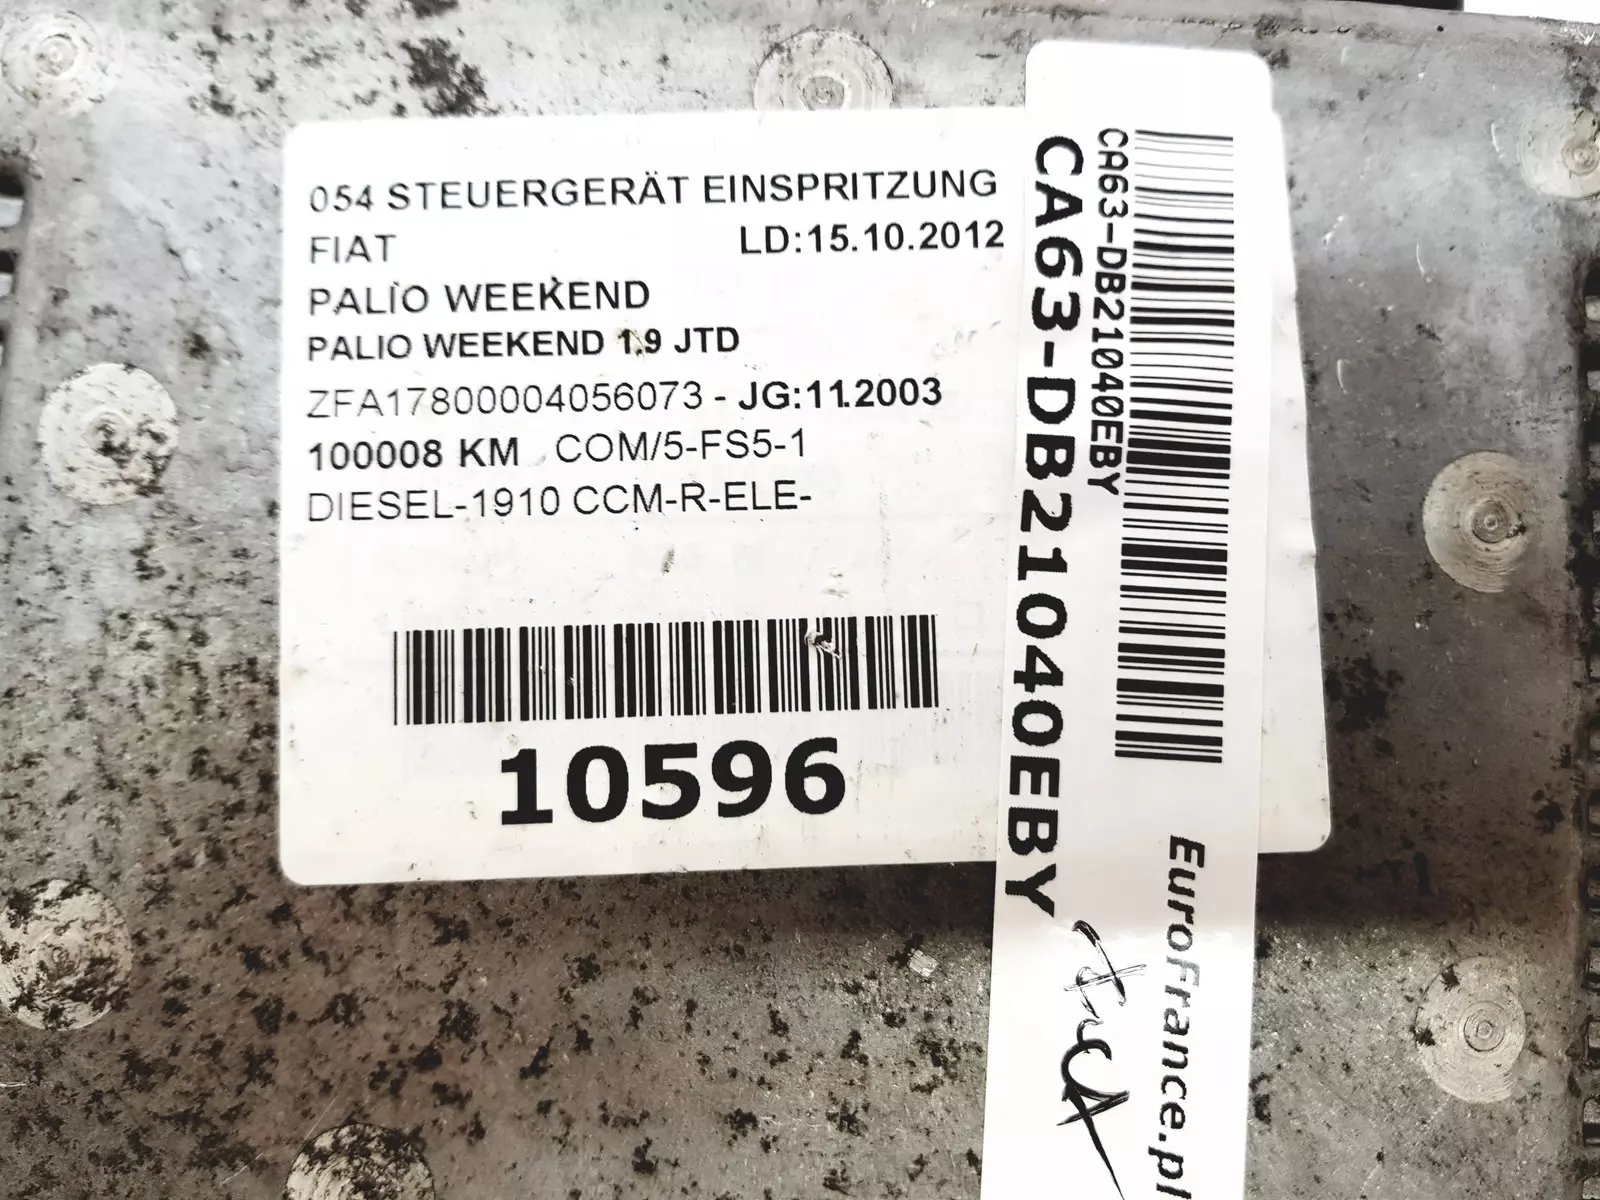 054 STEUERGERÄT EINSPRITZUNG
FIAT LD:15.10.2012
PALIO WEEKEND
PALIO WEEKEND 1.9 JTD
ZFA17800004056073 - JG:11.2003
100008 KM COM/5-FS5-1
DIESEL-1910 CCM-R-ELE-
10596
CA63-DB21040EBY
CA63-DB21040EBY
EuroFrance.pl